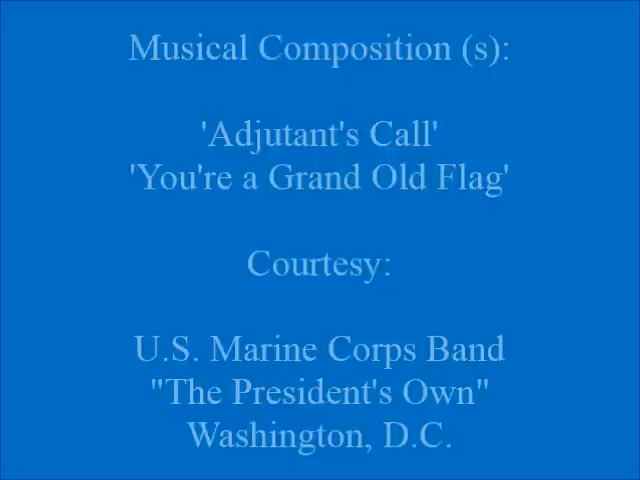 Musical Composition (s):
'Adjutant's Call'
'You're a Grand Old Flag'
Courtesy:
U.S. Marine Corps Band
"The President's Own"
Washington, D.C.